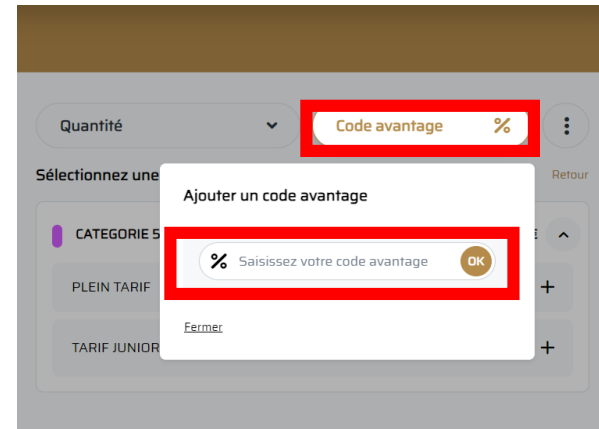 Quantité
Code avantage %
Sélectionnez une
Retour
Ajouter un code avantage
CATEGORIE 5
% Saisissez votre code avantage OK
PLEIN TARIF +
Fermer
TARIF JUNIOR +